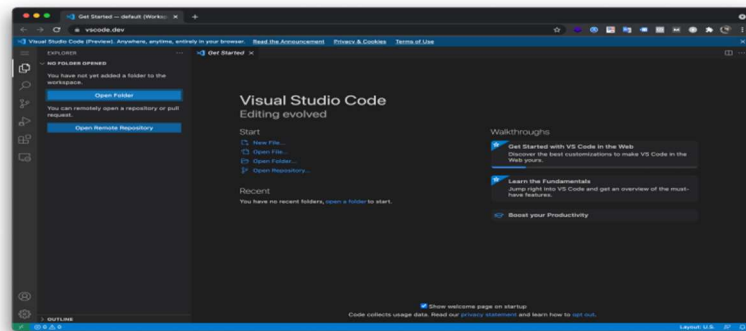 Get Started — default (Workspa
vscode.dev
Visual Studio Code (Preview). Anywhere, anytime, entirely in your browser. Read the Announcement Privacy & Cookies Terms of Use
EXPLORER
Get Started
NO FOLDER OPENED
You have not yet added a folder to the
workspace.
Open Folder
You can remotely open a repository or pull
request.
Open Remote Repository
Visual Studio Code
Editing evolved
Start
New File...
Open File...
Open Folder...
Open Repository...
Recent
You have no recent folders, open a folder to start.
Walkthroughs
Get Started with VS Code in the Web
Discover the best customizations to make VS Code in the
Web yours.
Learn the Fundamentals
Jump right into VS Code and get an overview of the must-
have features.
Boost your Productivity
Show welcome page on startup
Code collects usage data. Read our privacy statement and learn how to opt out.
OUTLINE
0 0
Layout: U.S.